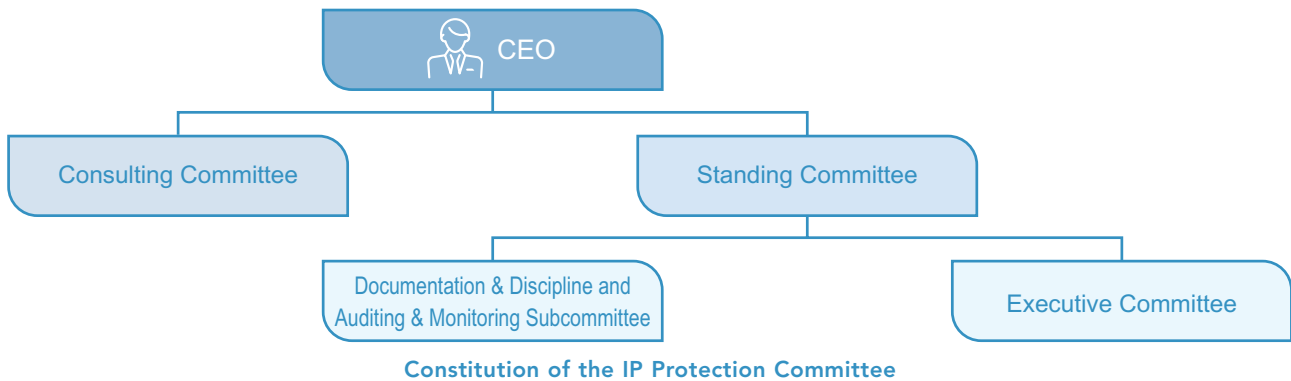 CEO
Consulting Committee
Standing Committee
Documentation & Discipline and
Auditing & Monitoring Subcommittee
Executive Committee
Constitution of the IP Protection Committee